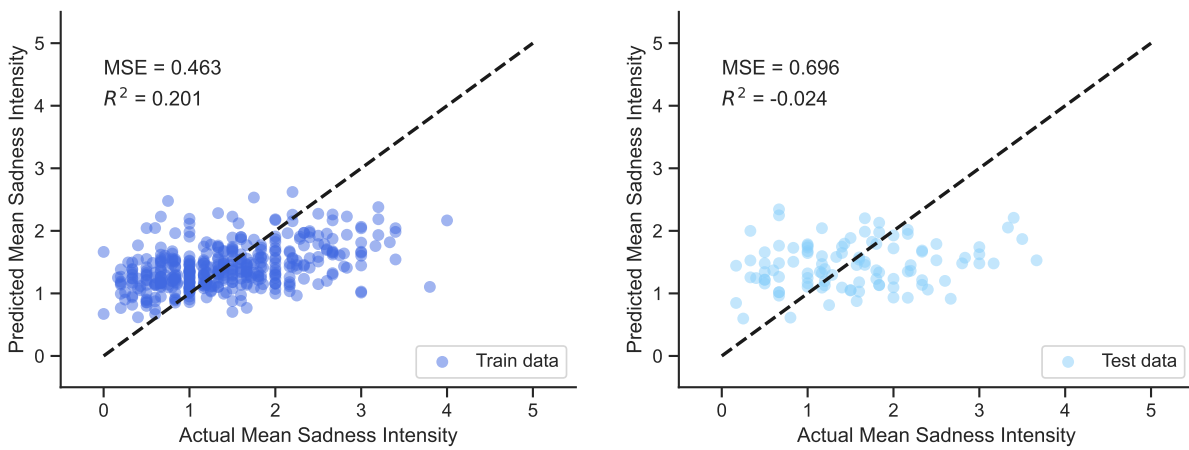 MSE = 0.463
R² = 0.201
5
4
3
2
1
0
Predicted Mean Sadness Intensity
Train data
0 1 2 3 4 5
Actual Mean Sadness Intensity
MSE = 0.696
R² = -0.024
5
4
3
2
1
0
Predicted Mean Sadness Intensity
Test data
0 1 2 3 4 5
Actual Mean Sadness Intensity